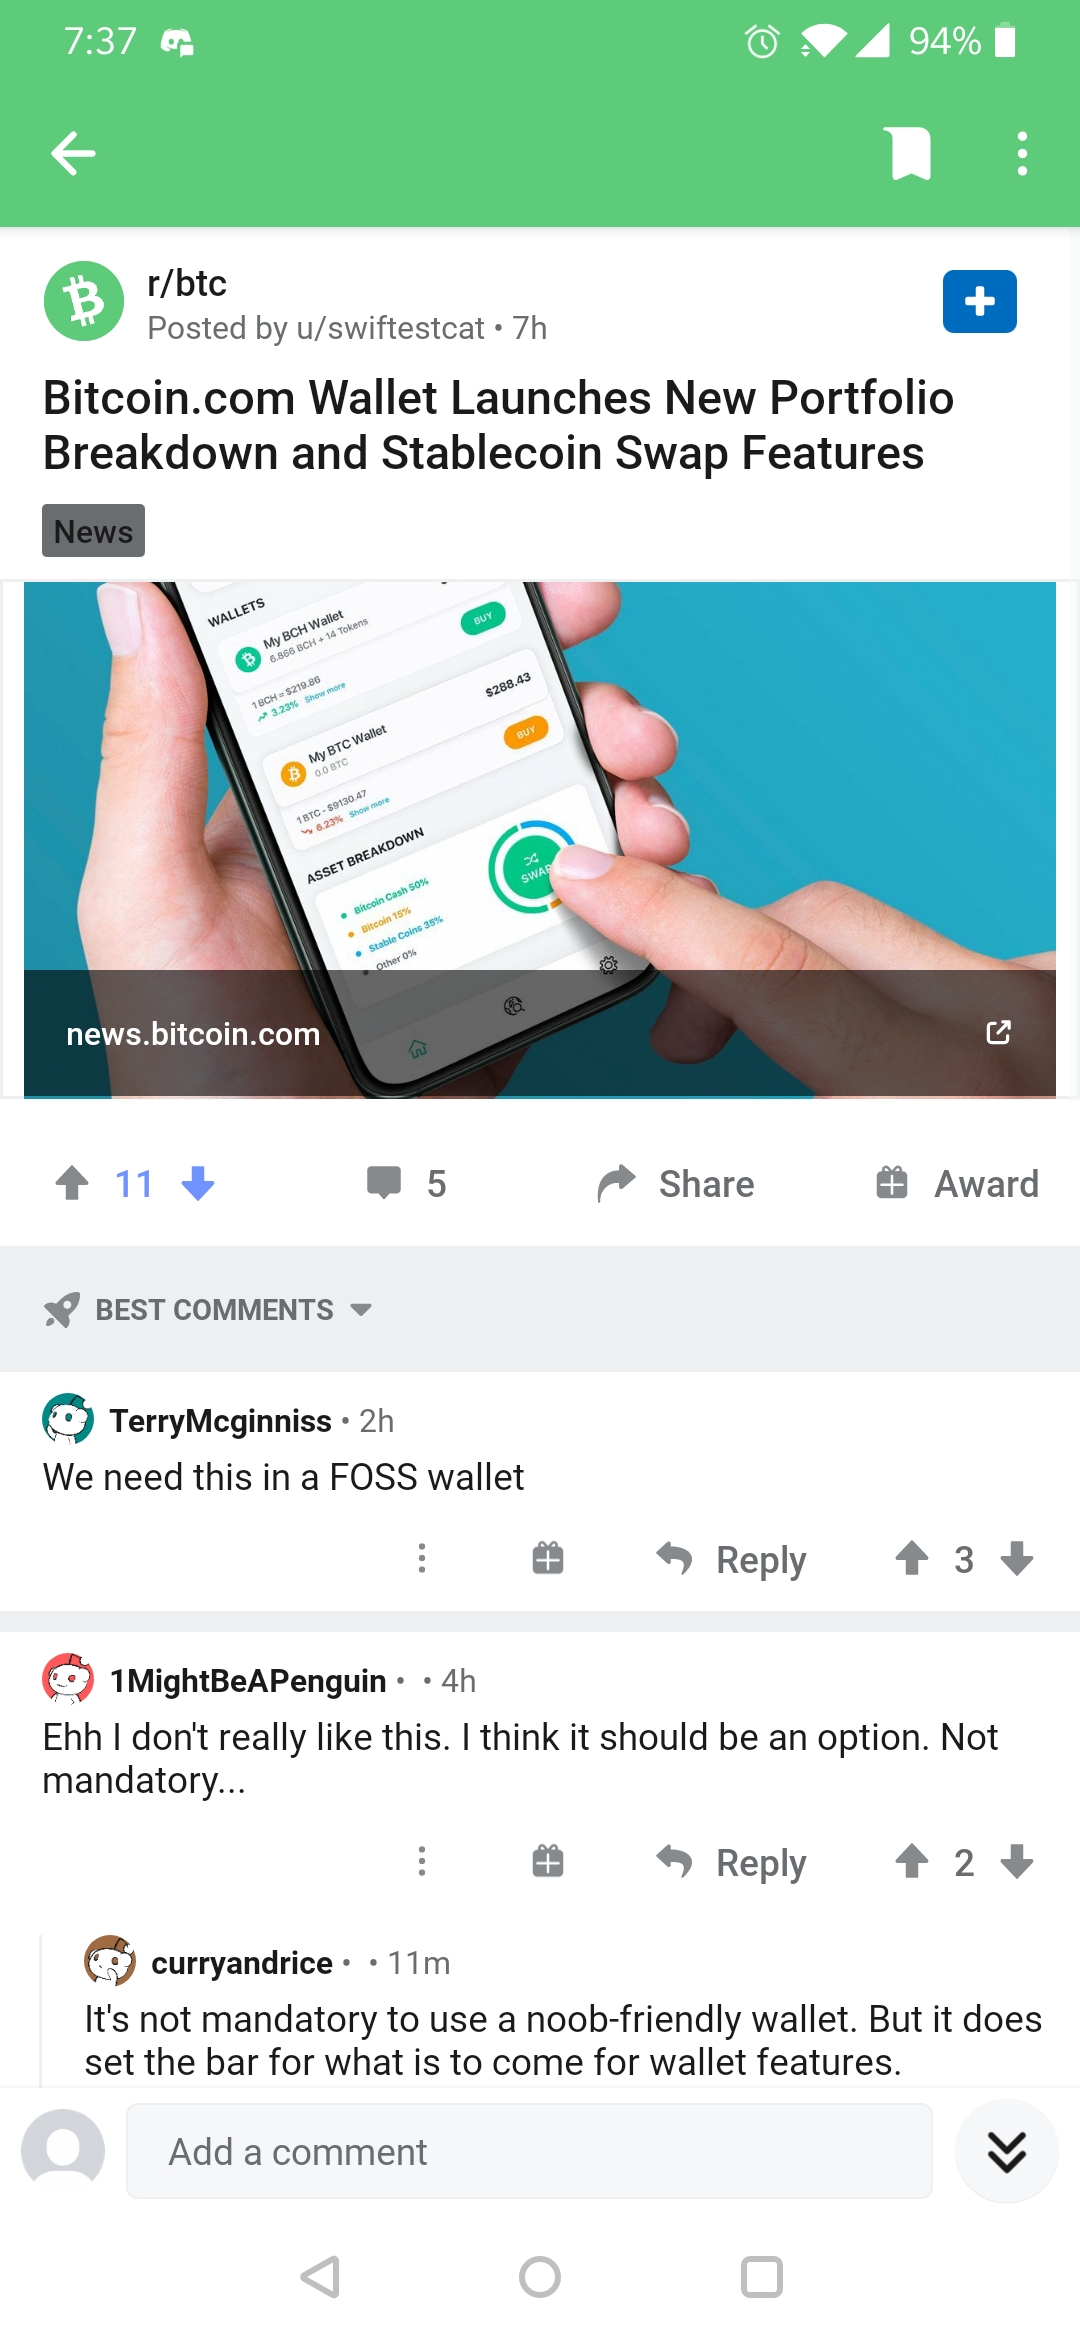 7:37
94%
r/btc
Posted by u/swiftestcat • 7h
Bitcoin.com Wallet Launches New Portfolio
Breakdown and Stablecoin Swap Features
News
WALLETS
My BCH Wallet
6.866 BCH + 14 Tokens
BUY
1 BCH = $219.86
3.23% Show more
$288.43
My BTC Wallet
0.0 BTC
BUY
1 BTC - $9130.47
6.23% Show more
ASSET BREAKDOWN
Bitcoin Cash 50%
Bitcoin 15%
Stable Coins 35%
Other 0%
SWAP
news.bitcoin.com
11
5
Share
Award
BEST COMMENTS
TerryMcginniss • 2h
We need this in a FOSS wallet
Reply
3
1MightBeAPenguin • • 4h
Ehh I don't really like this. I think it should be an option. Not
mandatory...
Reply
2
curryandrice • • 11m
It's not mandatory to use a noob-friendly wallet. But it does
set the bar for what is to come for wallet features.
Add a comment